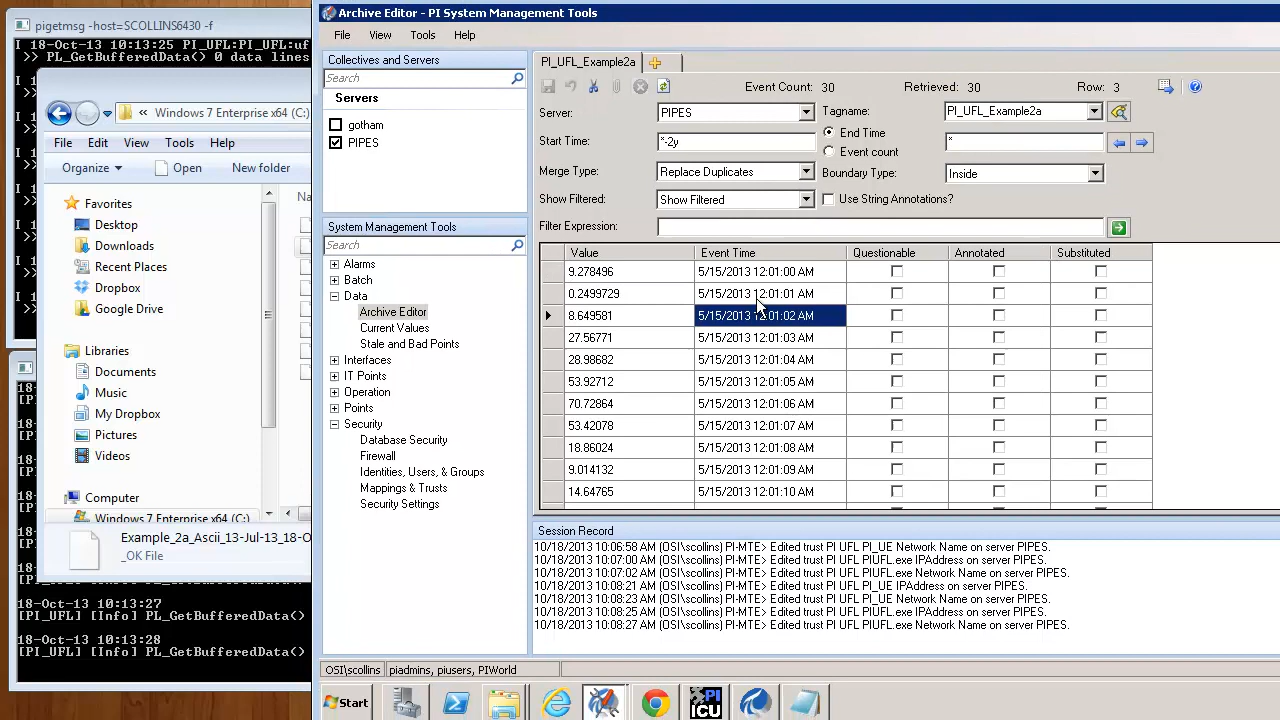 pigetmsg -host=SCOLLINS6430 -f
I 18-Oct-13 10:13:25 PI_UFL:PI_UFL:uf
>> PL_GetBufferedData() 0 data lines
Windows 7 Enterprise x64 (C:)
File Edit View Tools Help
Organize Open New folder
Favorites
Desktop
Downloads
Recent Places
Dropbox
Google Drive
Libraries
Documents
Music
My Dropbox
Pictures
Videos
Computer
Windows 7 Enterprise x64 (C:)
Example_2a_Ascii_13-Jul-13_18-O
OK File
18-Oct-13 10:13:27
[PI_UFL] [Info] PL_GetBufferedData()
18-Oct-13 10:13:28
[PI_UFL] [Info] PL_GetBufferedData()
Archive Editor - PI System Management Tools
File View Tools Help
Collectives and Servers
Search
Servers
gotham
PIPES
System Management Tools
Search
Alarms
Batch
Data
Archive Editor
Current Values
Stale and Bad Points
Interfaces
IT Points
Operation
Points
Security
Database Security
Firewall
Identities, Users, & Groups
Mappings & Trusts
Security Settings
PI_UFL_Example2a
Event Count: 30 Retrieved: 30 Row: 3
Server: PIPES Tagname: PI_UFL_Example2a
Start Time: *-2y End Time *
Event count
Merge Type: Replace Duplicates Boundary Type: Inside
Show Filtered: Show Filtered Use String Annotations?
Filter Expression:
Value Event Time Questionable Annotated Substituted
9.278496 5/15/2013 12:01:00 AM
0.2499729 5/15/2013 12:01:01 AM
8.649581 5/15/2013 12:01:02 AM
27.56771 5/15/2013 12:01:03 AM
28.98682 5/15/2013 12:01:04 AM
53.92712 5/15/2013 12:01:05 AM
70.72864 5/15/2013 12:01:06 AM
53.42078 5/15/2013 12:01:07 AM
18.86024 5/15/2013 12:01:08 AM
9.014132 5/15/2013 12:01:09 AM
14.64765 5/15/2013 12:01:10 AM
Session Record
10/18/2013 10:06:58 AM (OSI\scollins) PI-MTE> Edited trust PI UFL PI_UE Network Name on server PIPES.
10/18/2013 10:07:00 AM (OSI\scollins) PI-MTE> Edited trust PI UFL PIUFL.exe IPAddress on server PIPES.
10/18/2013 10:07:02 AM (OSI\scollins) PI-MTE> Edited trust PI UFL PIUFL.exe Network Name on server PIPES.
10/18/2013 10:08:21 AM (OSI\scollins) PI-MTE> Edited trust PI UFL PI_UE IPAddress on server PIPES.
10/18/2013 10:08:23 AM (OSI\scollins) PI-MTE> Edited trust PI UFL PI_UE Network Name on server PIPES.
10/18/2013 10:08:25 AM (OSI\scollins) PI-MTE> Edited trust PI UFL PIUFL.exe IPAddress on server PIPES.
10/18/2013 10:08:27 AM (OSI\scollins) PI-MTE> Edited trust PI UFL PIUFL.exe Network Name on server PIPES.
OSI\scollins piadmins, piusers, PIWorld
Start
PI
ICU